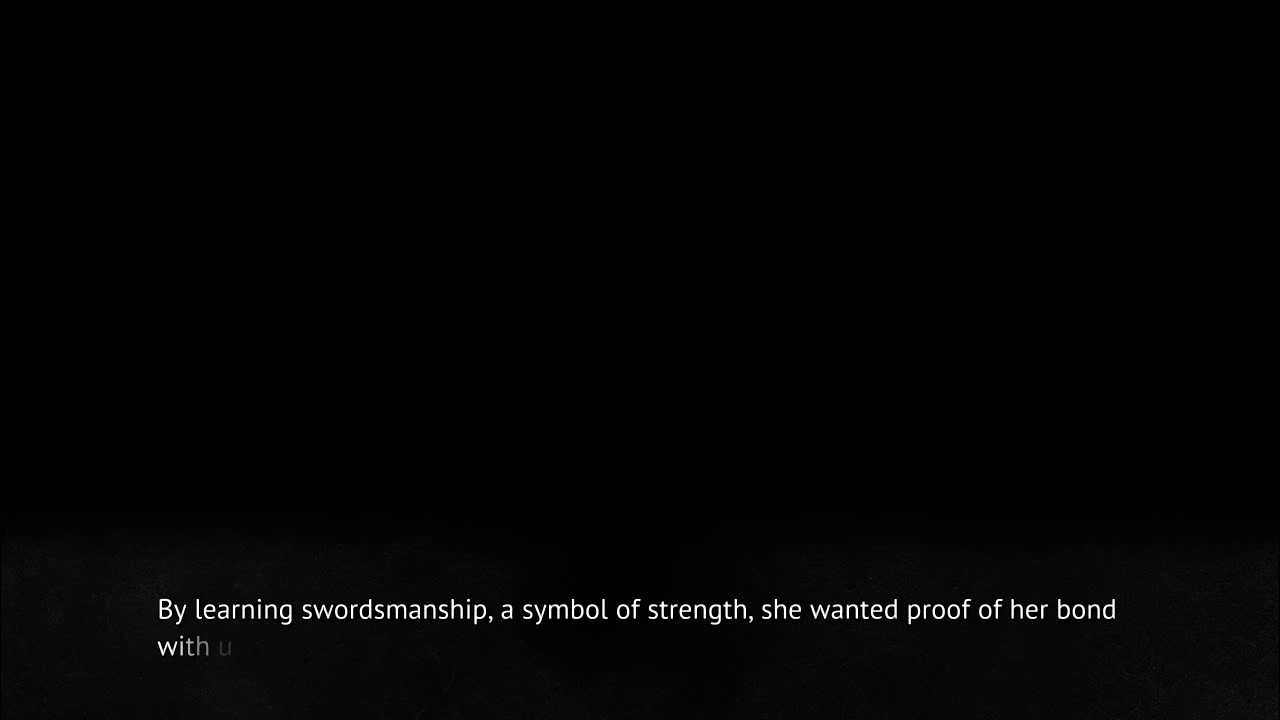 By learning swordsmanship, a symbol of strength, she wanted proof of her bond
with u